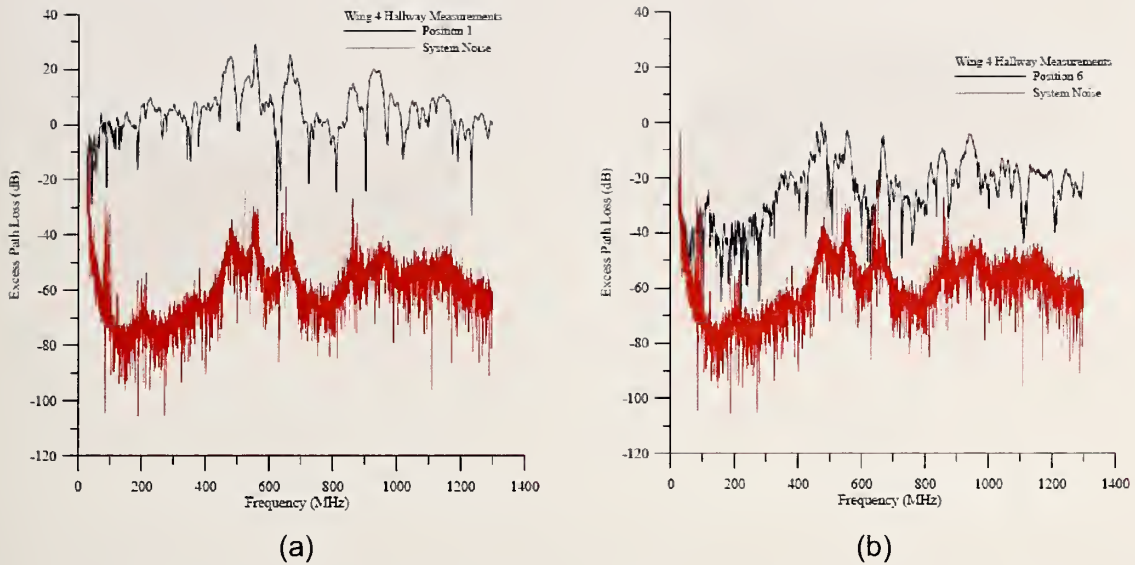 Wing 4 Hallway Measurements
Position 1
System Noise
40
20
0
-20
-40
-60
-80
-100
-120
Excess Path Loss (dB)
0
200
400
600
800
1000
1200
1400
Frequency (MHz)
(a)
Wing 4 Hallway Measurements
Position 6
System Noise
40
20
0
-20
-40
-60
-80
-100
-120
Excess Path Loss (dB)
0
200
400
600
800
1000
1200
1400
Frequency (MHz)
(b)